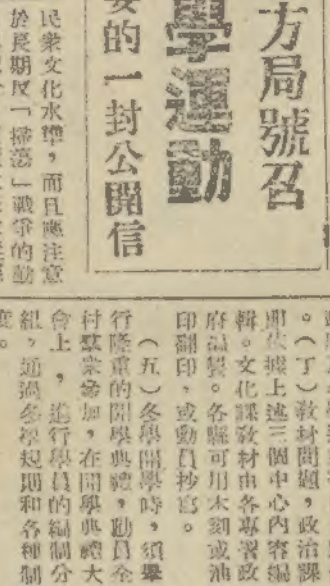 方局號召
學運動
的一封公開信
民衆文化水準，而且應注意
於長期反「掃蕩」戰爭的動
。（丁）教材問題，政治課
即依據上述三個中心內容編
輯。文化課教材由各專署政
府編製。各縣可用木刻或油
印翻印，或動員抄寫。
（五）冬學開學時，須舉
行隆重的開學典禮，動員全
村羣衆參加，在開學典禮大
會上，進行學員的編制分
組，通過冬學起期和各種制
度。